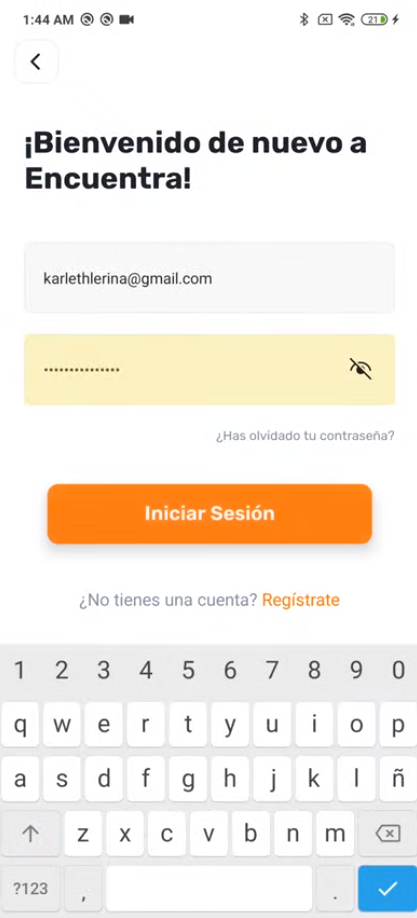 1:44 AM
21
¡Bienvenido de nuevo a
Encuentra!
karlethlerina@gmail.com
•••••••••••••••
¿Has olvidado tu contraseña?
Iniciar Sesión
¿No tienes una cuenta? Regístrate
1 2 3 4 5 6 7 8 9 0
q w e r t y u i o p
a s d f g h j k l ñ
z x c v b n m
?123 , .